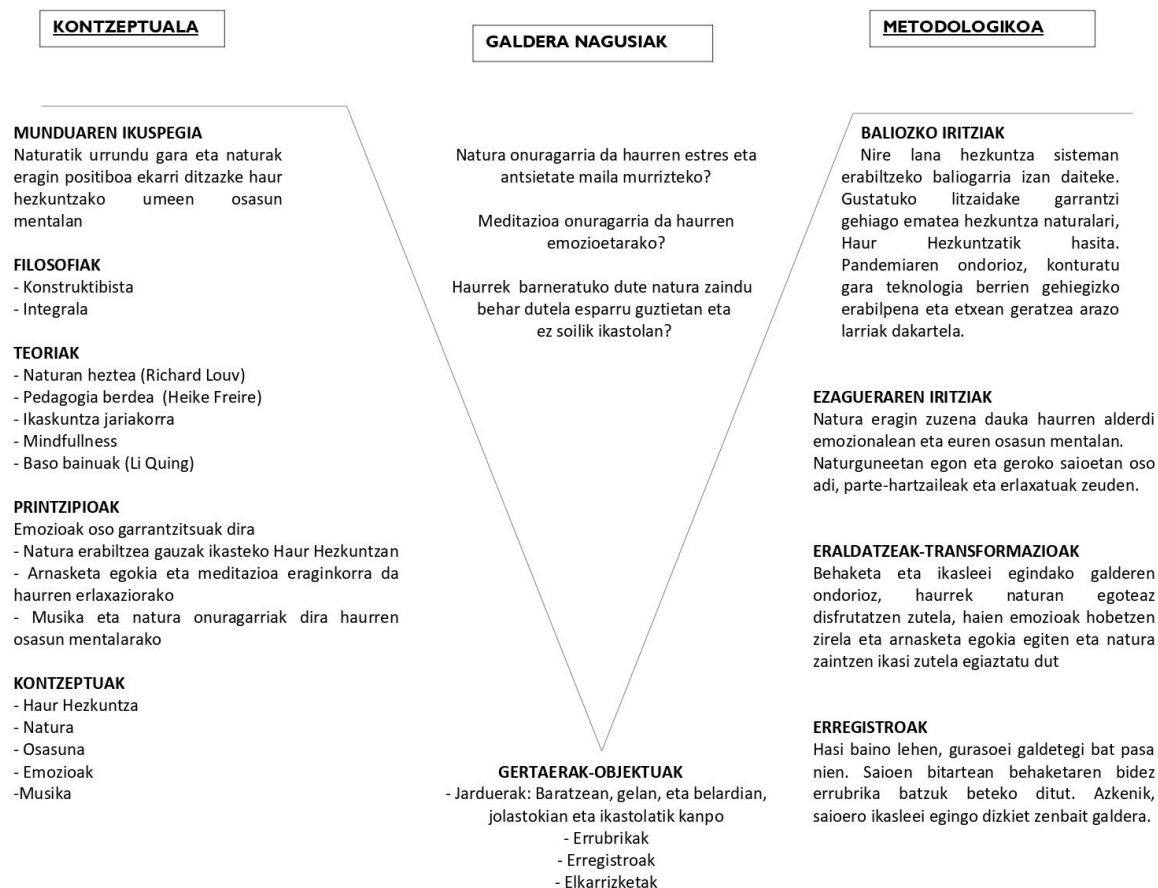 KONTZEPTUALA
GALDERA NAGUSIAK
METODOLOGIKOA
MUNDUAREN IKUSPEGIA
Naturatik urrundu gara eta naturak
eragin positiboa ekarri ditzazke haur
hezkuntzako umeen osasun
mentalan
FILOSOFIAK
- Konstruktibista
- Integrala
TEORIAK
- Naturan heztea (Richard Louv)
- Pedagogia berdea (Heike Freire)
- Ikaskuntza jariakorra
- Mindfullness
- Baso bainuak (Li Quing)
PRINTZIPIOAK
Emozioak oso garrantzitsuak dira
- Natura erabiltzea gauzak ikasteko Haur Hezkuntzan
- Arnasketa egokia eta meditazioa eraginkorra da
haurren erlaxaziorako
- Musika eta natura onuragarriak dira haurren
osasun mentalarako
KONTZEPTUAK
- Haur Hezkuntza
- Natura
- Osasuna
- Emozioak
-Musika
Natura onuragarria da haurren estres eta
antsietate maila murrizteko?
Meditazioa onuragarria da haurren
emozioetarako?
Haurrek barneratuko dute natura zaindu
behar dutela esparru guztietan eta
ez soilik ikastolan?
GERTAERAK-OBJEKTUAK
- Jarduerak: Baratzean, gelan, eta belardian,
jolastokian eta ikastolatik kanpo
- Errubrikak
- Erregistroak
- Elkarrizketak
BALIOZKO IRITZIAK
Nire lana hezkuntza sisteman
erabiltzeko baliogarria izan daiteke.
Gustatuko litzaidake garrantzi
gehiago ematea hezkuntza naturalari,
Haur Hezkuntzatik hasita.
Pandemiaren ondorioz, konturatu
gara teknologia berrien gehiegizko
erabilpena eta etxean geratzea arazo
larriak dakartela.
EZAGUERAREN IRITZIAK
Natura eragin zuzena dauka haurren alderdi
emozionalean eta euren osasun mentalan.
Naturguneetan egon eta geroko saioetan oso
adi, parte-hartzaileak eta erlaxatuak zeuden.
ERALDATZEAK-TRANSFORMAZIOAK
Behaketa eta ikasleei egindako galderen
ondorioz, haurrek naturan egoteaz
disfrutatzen zutela, haien emozioak hobetzen
zirela eta arnasketa egokia egiten eta natura
zaintzen ikasi zutela egiaztatu dut
ERREGISTROAK
Hasi baino lehen, gurasoei galdetegi bat pasa
nien. Saioen bitartean behaketaren bidez
errubrika batzuk beteko ditut. Azkenik,
saioero ikasleei egingo dizkiet zenbait galdera.